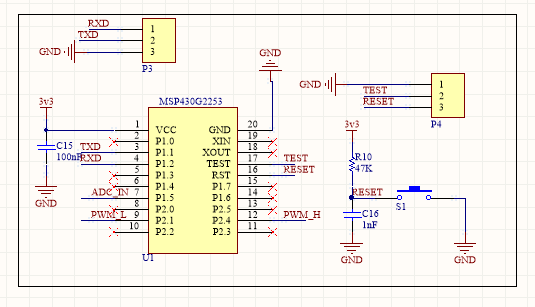 RXD
TXD
GND
1
2
3
P3
GND
MSP430G2253
3v3
C15
100nF
GND
1 VCC GND 20
2 P1.0 XIN 19
TXD 3 P1.1 XOUT 18
RXD 4 P1.2 TEST 17 TEST
5 P1.3 RST 16 RESET
6 P1.4 P1.7 15
ADC_IN 7 P1.5 P1.6 14
8 P2.0 P2.5 13
PWM_L 9 P2.1 P2.4 12 PWM_H
10 P2.2 P2.3 11
U1
GND
TEST
RESET
1
2
3
P4
3v3
R10
47K
RESET
S1
C16
1nF
GND
GND